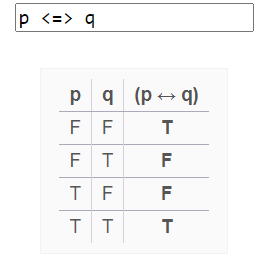 p <=> q
p q (p ↔ q)
F F T
F T F
T F F
T T T